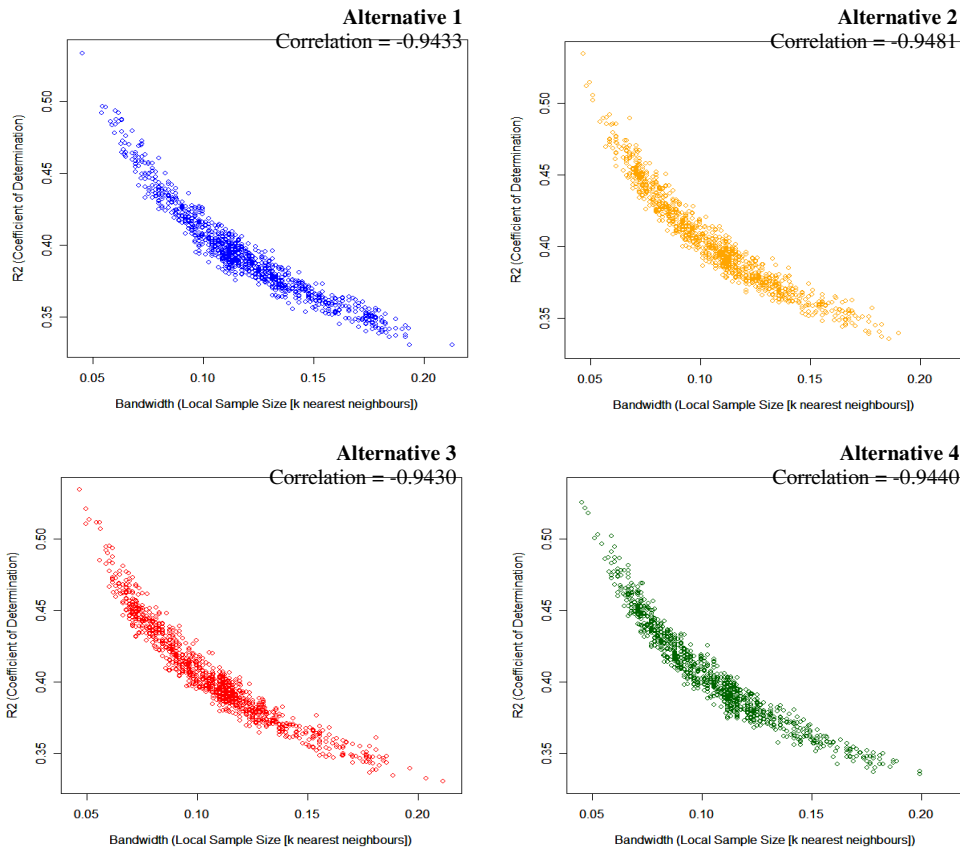 Alternative 1
Correlation = -0.9433
R2 (Coefficient of Determination)
0.50
0.45
0.40
0.35
0.05 0.10 0.15 0.20
Bandwidth (Local Sample Size [k nearest neighbours])
Alternative 2
Correlation = -0.9481
R2 (Coefficient of Determination)
0.50
0.45
0.40
0.35
0.05 0.10 0.15 0.20
Bandwidth (Local Sample Size [k nearest neighbours])
Alternative 3
Correlation = -0.9430
R2 (Coefficient of Determination)
0.50
0.45
0.40
0.35
0.05 0.10 0.15 0.20
Bandwidth (Local Sample Size [k nearest neighbours])
Alternative 4
Correlation = -0.9440
R2 (Coefficient of Determination)
0.50
0.45
0.40
0.35
0.05 0.10 0.15 0.20
Bandwidth (Local Sample Size [k nearest neighbours])